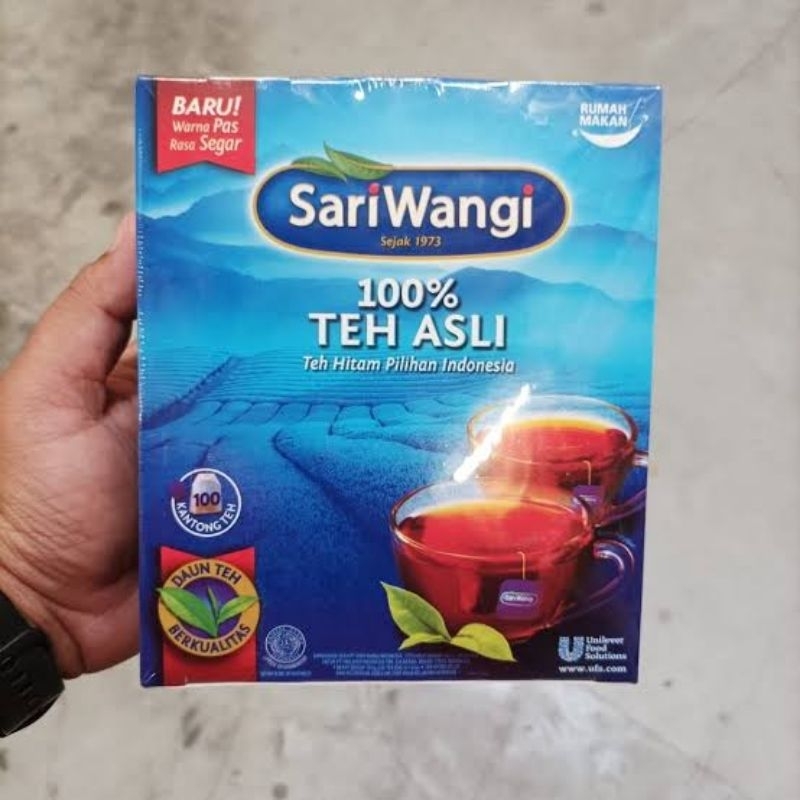 BARU!
Warna Pas
Rasa Segar
RUMAH
MAKAN
SariWangi
Sejak 1973
100%
TEH ASLI
Teh Hitam Pilihan Indonesia
100
KANTONG TEH
DAUN TEH
BERKUALITAS
SariWangi
Unilever
Food
Solutions
www.ufs.com